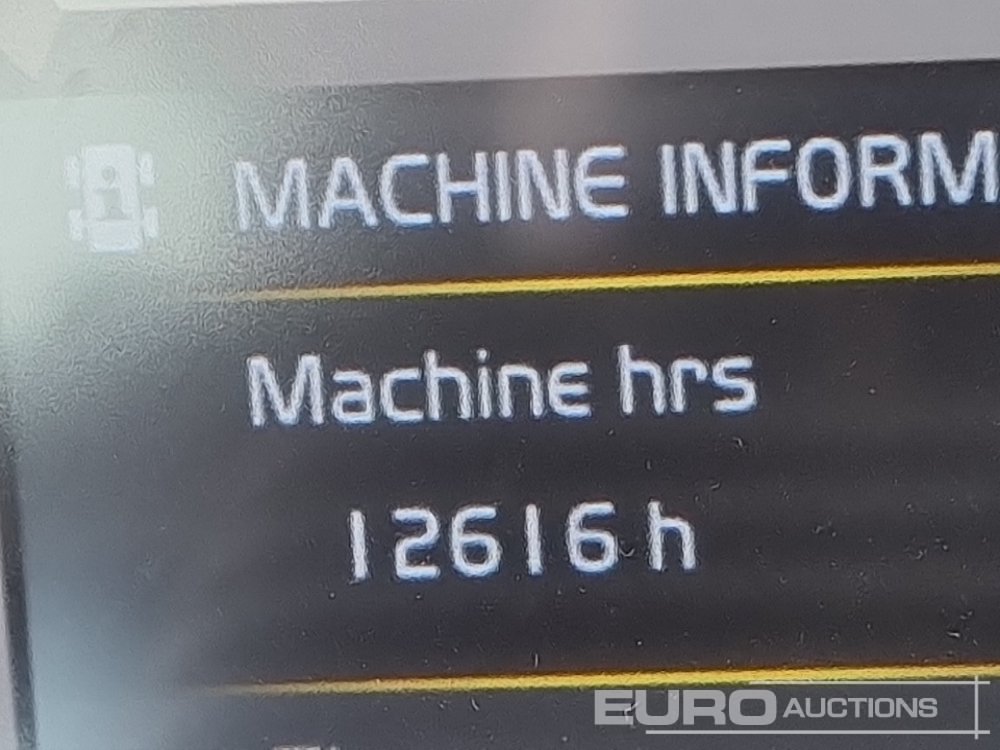 MACHINE INFORM
Machine hrs
12616 h
EURO AUCTIONS